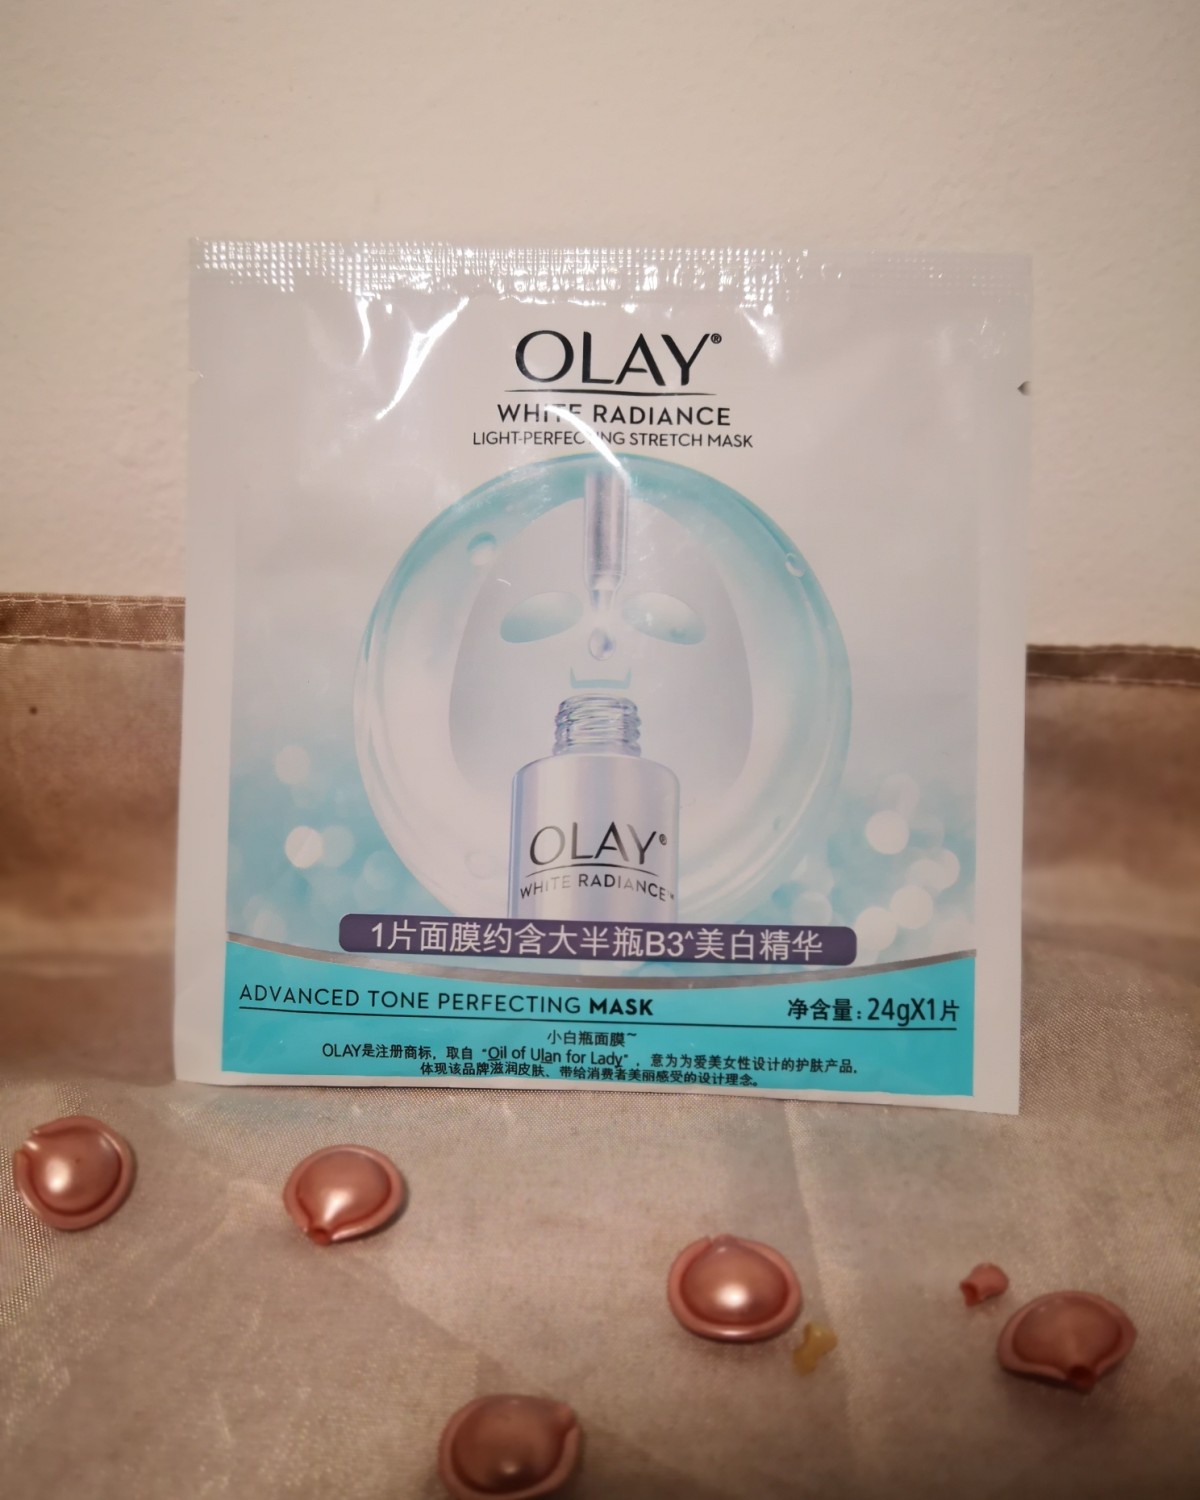 OLAY®
WHITE RADIANCE
LIGHT-PERFECTING STRETCH MASK
OLAY®
WHITE RADIANCE™
1片面膜约含大半瓶B3^美白精华
ADVANCED TONE PERFECTING MASK
净含量：24gX1片
小白瓶面膜~
OLAY是注册商标，取自“Oil of Ulan for Lady”，意为为爱美女性设计的护肤产品，
体现该品牌滋润皮肤、带给消费者美丽感受的设计理念。